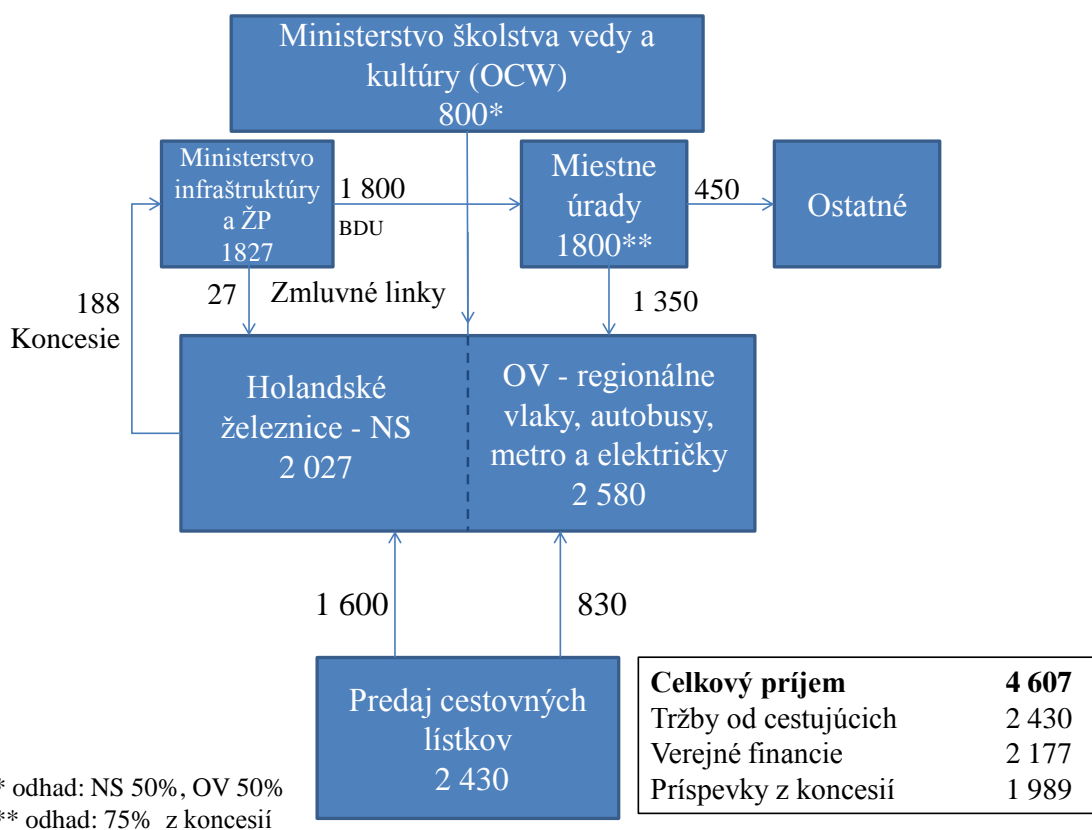 Ministerstvo školstva vedy a
kultúry (OCW)
800*
Ministerstvo
infraštruktúry
a ŽP
1827
1 800
BDU
Miestne
úrady
1800**
450
Ostatné
188
Koncesie
27
Zmluvné linky
1 350
Holandské
železnice - NS
2 027
OV - regionálne
vlaky, autobusy,
metro a električky
2 580
1 600
830
Predaj cestovných
lístkov
2 430
Celkový príjem 4 607
Tržby od cestujúcich 2 430
Verejné financie 2 177
Príspevky z koncesií 1 989
* odhad: NS 50%, OV 50%
** odhad: 75% z koncesií